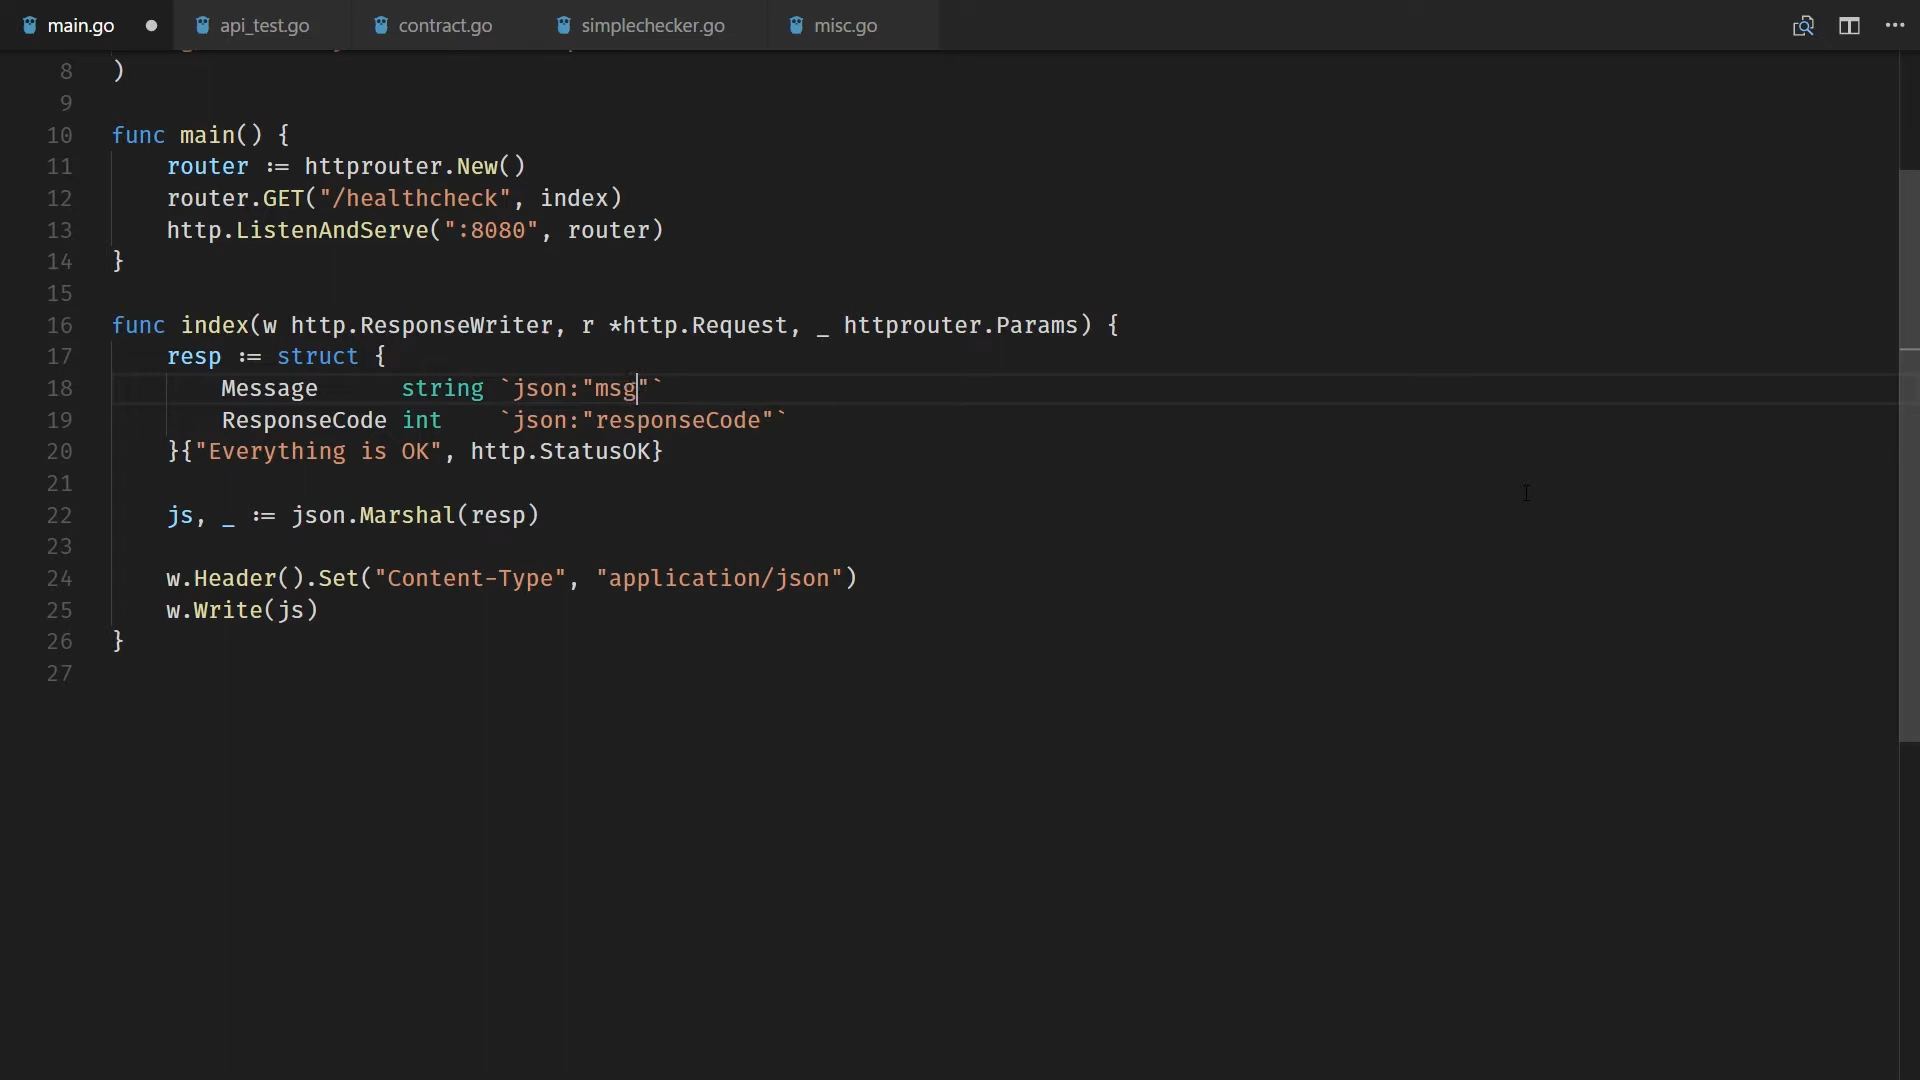 main.go api_test.go contract.go simplechecker.go misc.go
8 )
9
10 func main() {
11 router := httprouter.New()
12 router.GET("/healthcheck", index)
13 http.ListenAndServe(":8080", router)
14 }
15
16 func index(w http.ResponseWriter, r *http.Request, _ httprouter.Params) {
17 resp := struct {
18 Message string `json:"msg"`
19 ResponseCode int `json:"responseCode"`
20 }{"Everything is OK", http.StatusOK}
21
22 js, _ := json.Marshal(resp)
23
24 w.Header().Set("Content-Type", "application/json")
25 w.Write(js)
26 }
27